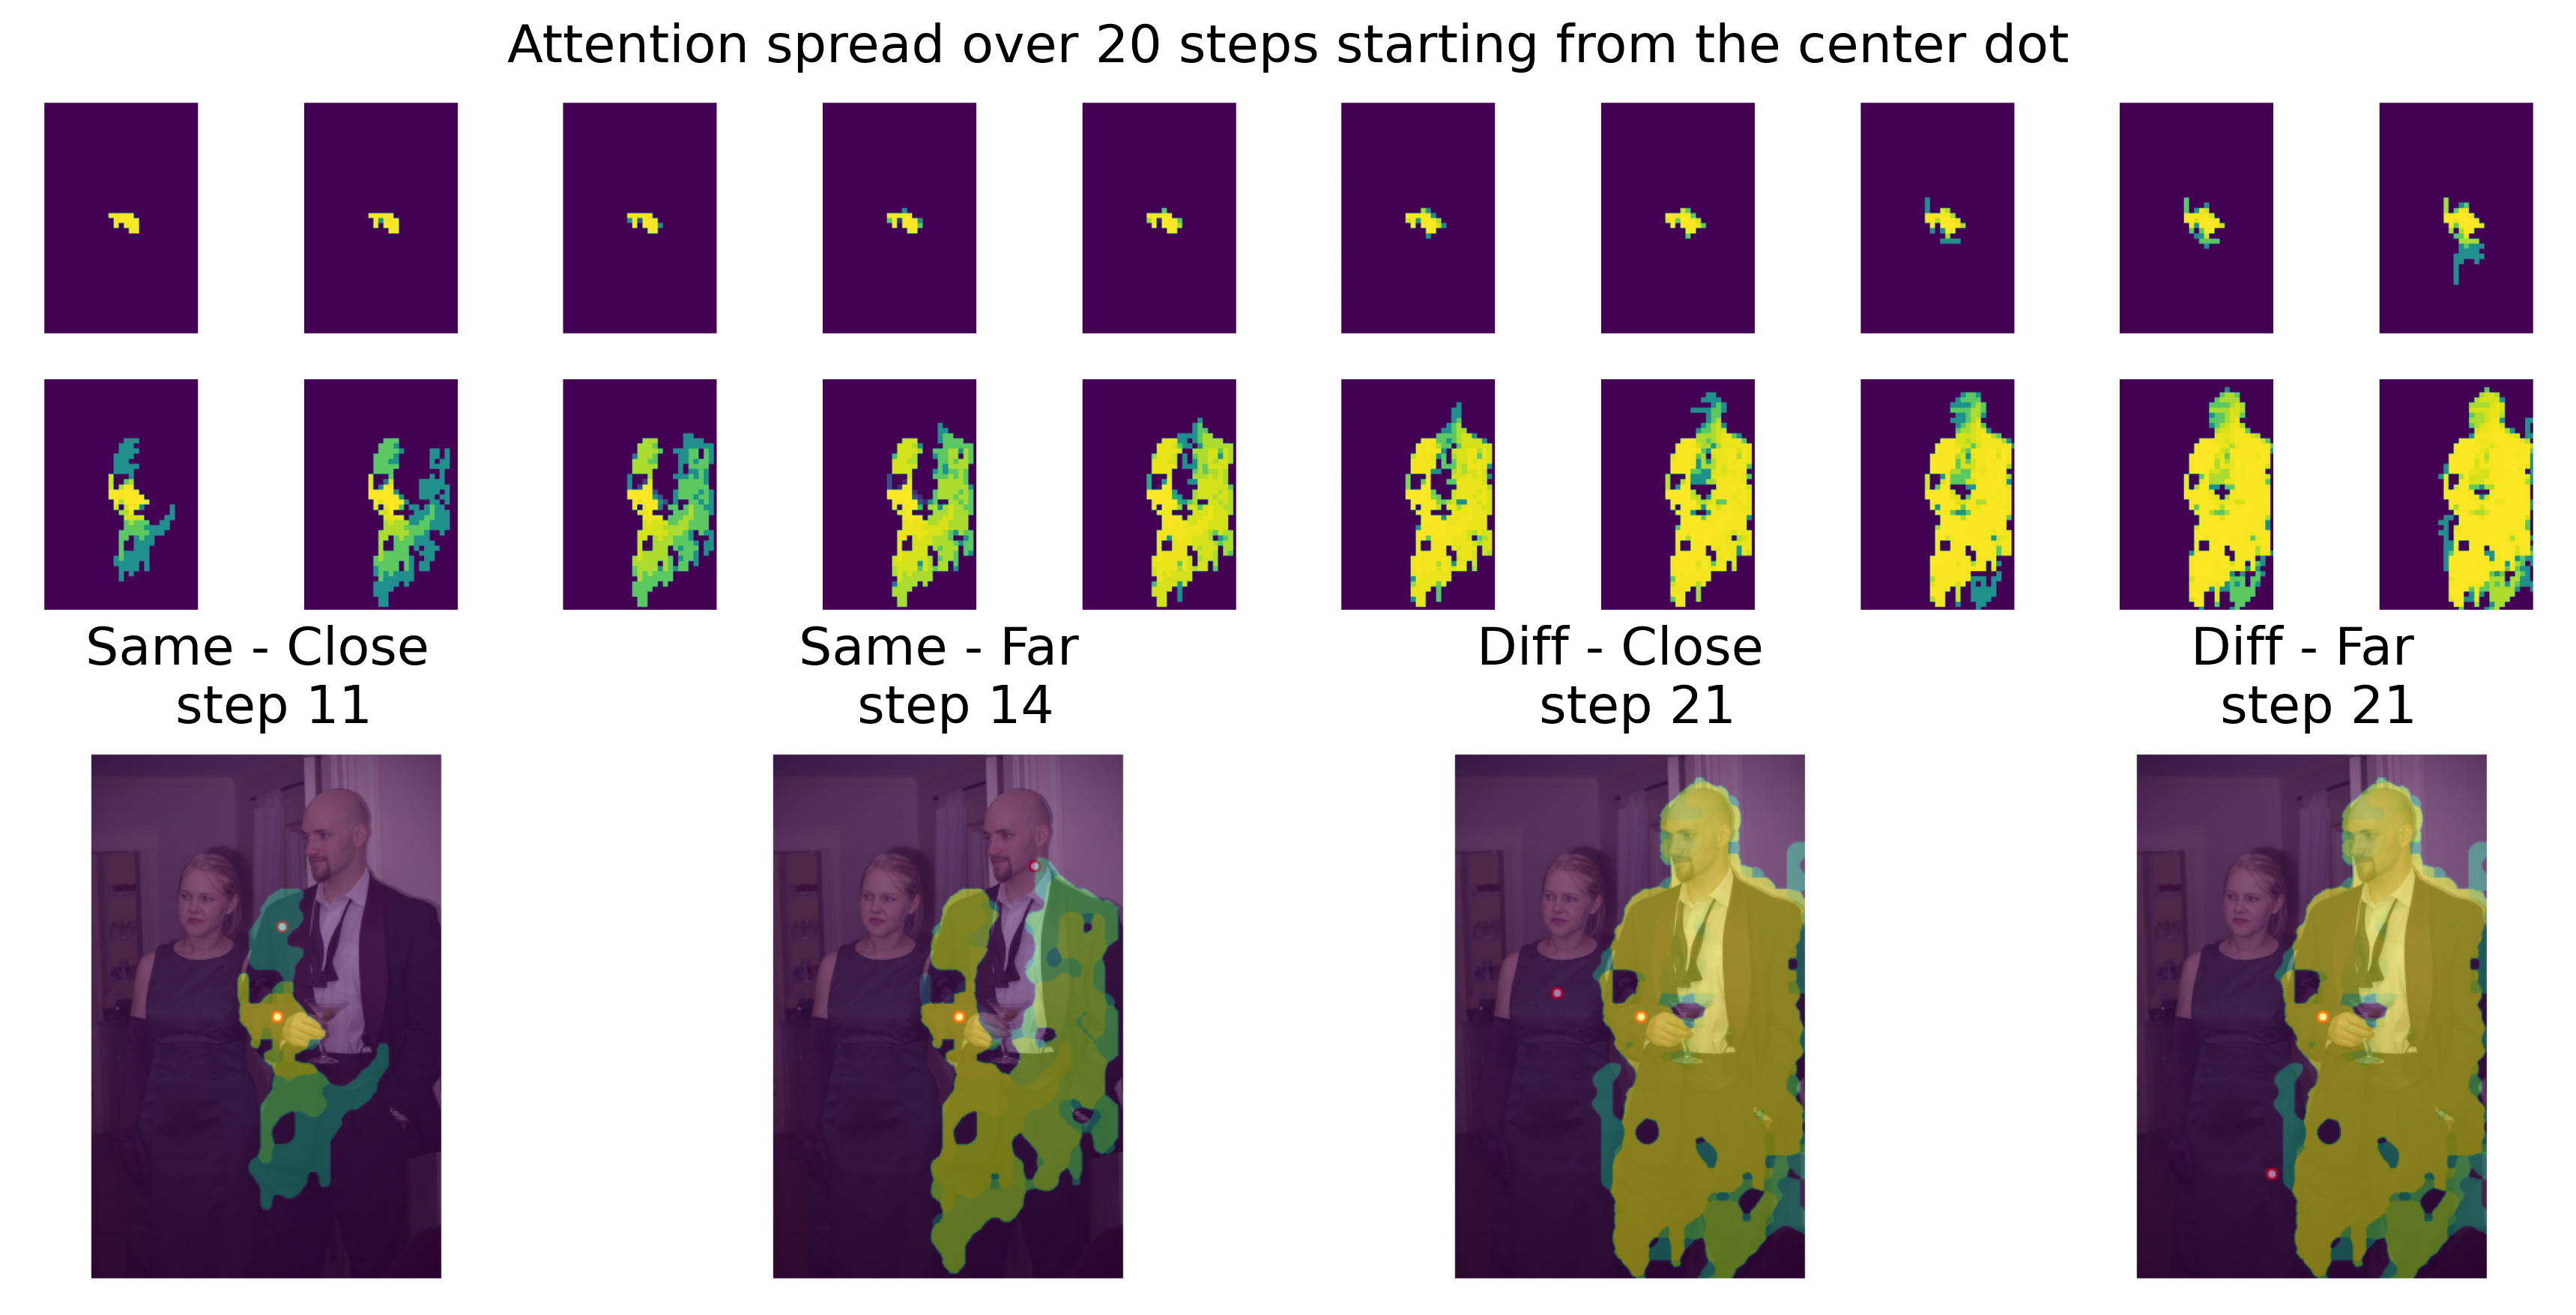 Attention spread over 20 steps starting from the center dot
Same - Close
step 11
Same - Far
step 14
Diff - Close
step 21
Diff - Far
step 21